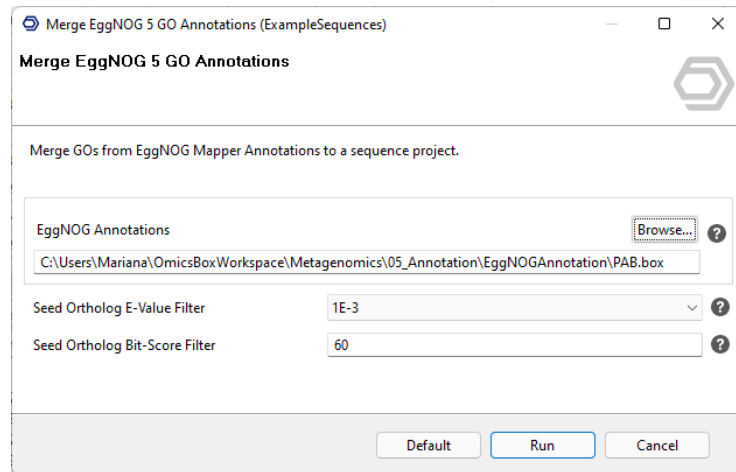 Merge EggNOG 5 GO Annotations (ExampleSequences)
Merge EggNOG 5 GO Annotations
Merge GOs from EggNOG Mapper Annotations to a sequence project.
EggNOG Annotations
Browse...
?
C:\Users\Mariana\OmicsBoxWorkspace\Metagenomics\05_Annotation\EggNOGAnnotation\PAB.box
Seed Ortholog E-Value Filter 1E-3 ?
Seed Ortholog Bit-Score Filter 60 ?
Default Run Cancel